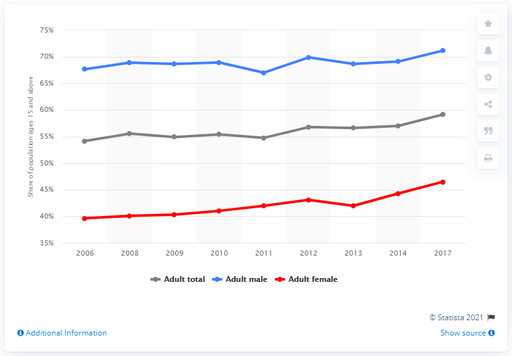 75%
70%
65%
60%
55%
50%
45%
40%
35%
Share of population ages 15 and above
2006 2008 2009 2010 2011 2012 2013 2014 2017
Adult total Adult male Adult female
© Statista 2021
Additional Information Show source